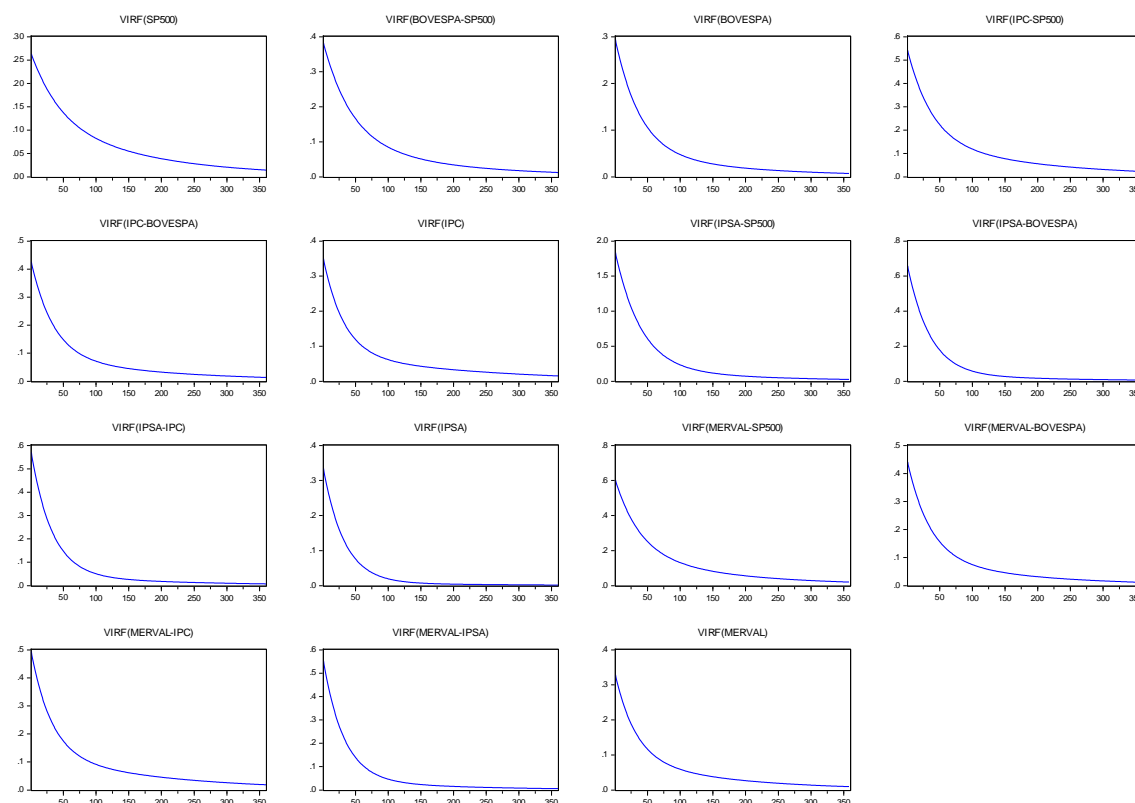 VIRF(SP500) VIRF(BOVESPA-SP500) VIRF(BOVESPA) VIRF(IPC-SP500)
.30 .4 .3 .6
.25 .5
.20 .3 .2 .4
.15 .2 .3
.10 .1 .2
.05 .1 .1
.00 .0 .0 .0
50 100 150 200 250 300 350 50 100 150 200 250 300 350 50 100 150 200 250 300 350 50 100 150 200 250 300 350
VIRF(IPC-BOVESPA) VIRF(IPC) VIRF(IPSA-SP500) VIRF(IPSA-BOVESPA)
.5 .4 2.0 .8
.4 .3 1.5 .6
.3 .2 1.0 .4
.2 .1 0.5 .2
.1
.0 .0 0.0 .0
50 100 150 200 250 300 350 50 100 150 200 250 300 350 50 100 150 200 250 300 350 50 100 150 200 250 300 350
VIRF(IPSA-IPC) VIRF(IPSA) VIRF(MERVAL-SP500) VIRF(MERVAL-BOVESPA)
.6 .4 .8 .5
.5 .3 .6 .4
.4 .3
.3 .2 .4 .2
.2 .1 .2 .1
.1
.0 .0 .0 .0
50 100 150 200 250 300 350 50 100 150 200 250 300 350 50 100 150 200 250 300 350 50 100 150 200 250 300 350
VIRF(MERVAL-IPC) VIRF(MERVAL-IPSA) VIRF(MERVAL)
.5 .6 .4
.4 .5 .3
.3 .4
.2 .3 .2
.1 .2 .1
.1
.0 .0 .0
50 100 150 200 250 300 350 50 100 150 200 250 300 350 50 100 150 200 250 300 350